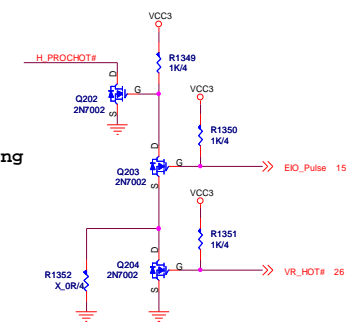 VCC3
H_PROCHOT#
R1349
1K/4
D
G
S
Q202
2N7002
VCC3
R1350
1K/4
ng
D
G
S
Q203
2N7002
EIO_Pulse 15
VCC3
R1351
1K/4
D
G
S
Q204
2N7002
VR_HOT# 26
R1352
X_0R/4